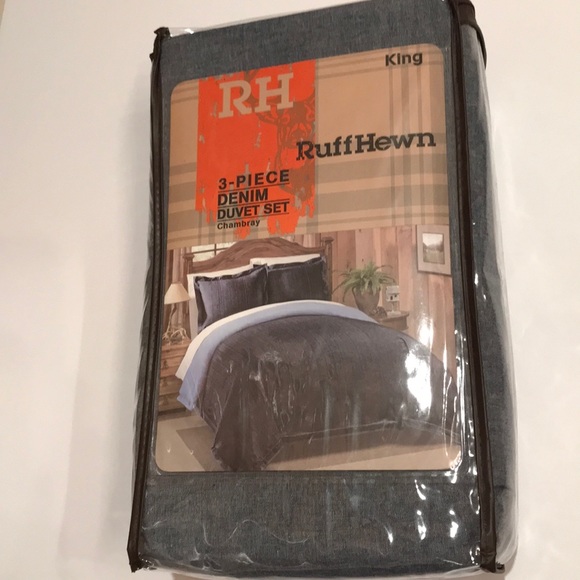 King
RH
RuffHewn
3-PIECE
DENIM
DUVET SET
Chambray